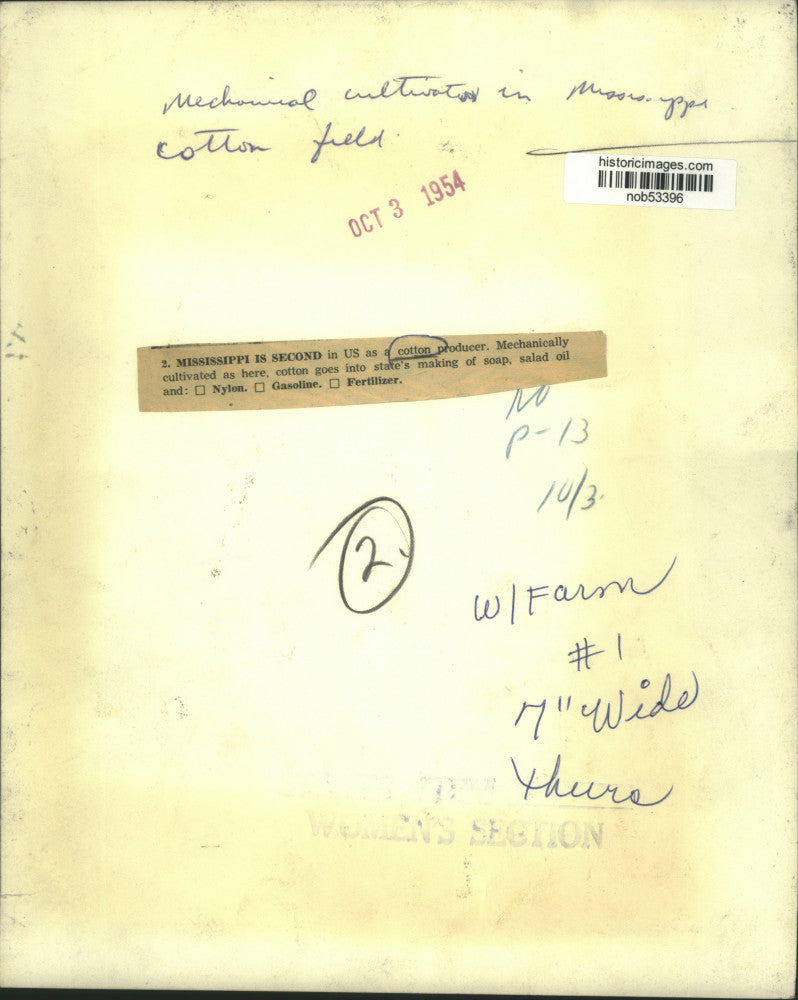 Mechanical cultivator in Mississippi
cotton field.
historicimages.com
nob53396
OCT 3 1954
2. MISSISSIPPI IS SECOND in US as a cotton producer. Mechanically
cultivated as here, cotton goes into state's making of soap, salad oil
and: ☐ Nylon. ☐ Gasoline. ☐ Fertilizer.
P-13
10/3
2
W/Farm
#1
7" Wide
Thurs
WOMEN'S SECTION